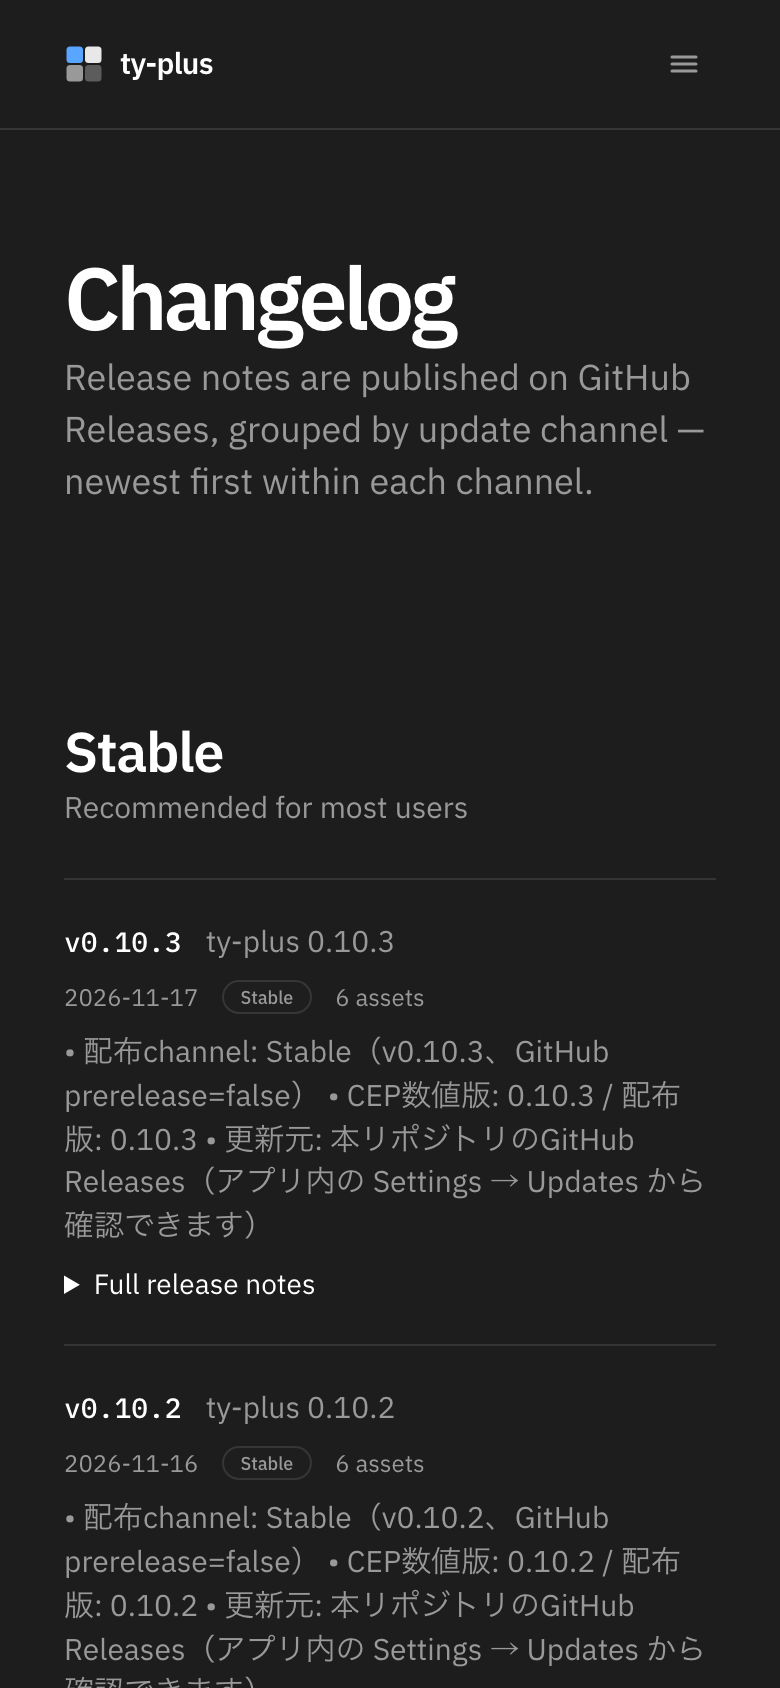 ty-plus
Changelog
Release notes are published on GitHub
Releases, grouped by update channel —
newest first within each channel.
Stable
Recommended for most users
v0.10.3 ty-plus 0.10.3
2026-11-17 Stable 6 assets
• 配布channel: Stable（v0.10.3、GitHub
prerelease=false） • CEP数値版: 0.10.3 / 配布
版: 0.10.3 • 更新元: 本リポジトリのGitHub
Releases（アプリ内の Settings → Updates から
確認できます）
▶ Full release notes
v0.10.2 ty-plus 0.10.2
2026-11-16 Stable 6 assets
• 配布channel: Stable（v0.10.2、GitHub
prerelease=false） • CEP数値版: 0.10.2 / 配布
版: 0.10.2 • 更新元: 本リポジトリのGitHub
Releases（アプリ内の Settings → Updates から
確認できます）